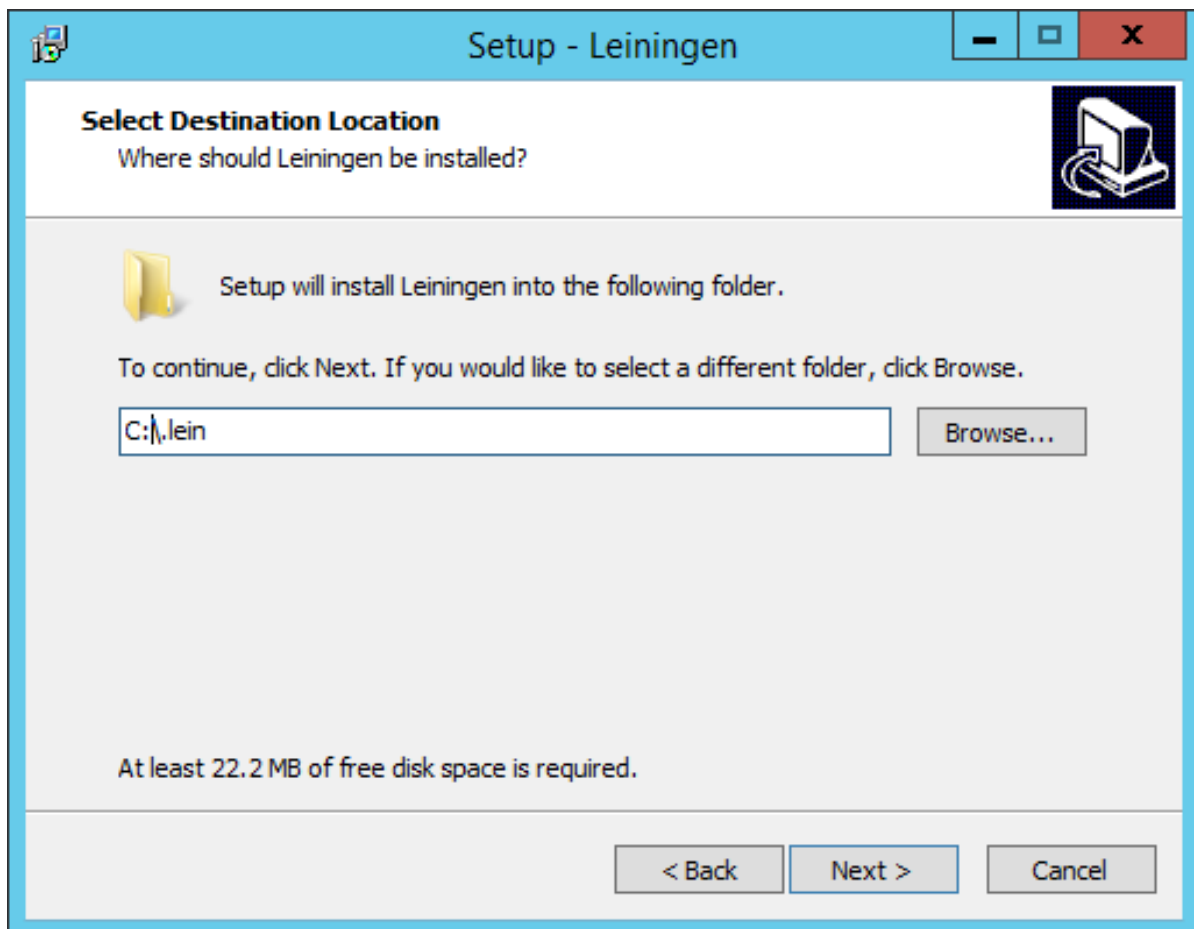 Setup - Leiningen
Select Destination Location
Where should Leiningen be installed?
Setup will install Leiningen into the following folder.
To continue, click Next. If you would like to select a different folder, click Browse.
C:\.lein
Browse...
At least 22.2 MB of free disk space is required.
< Back
Next >
Cancel